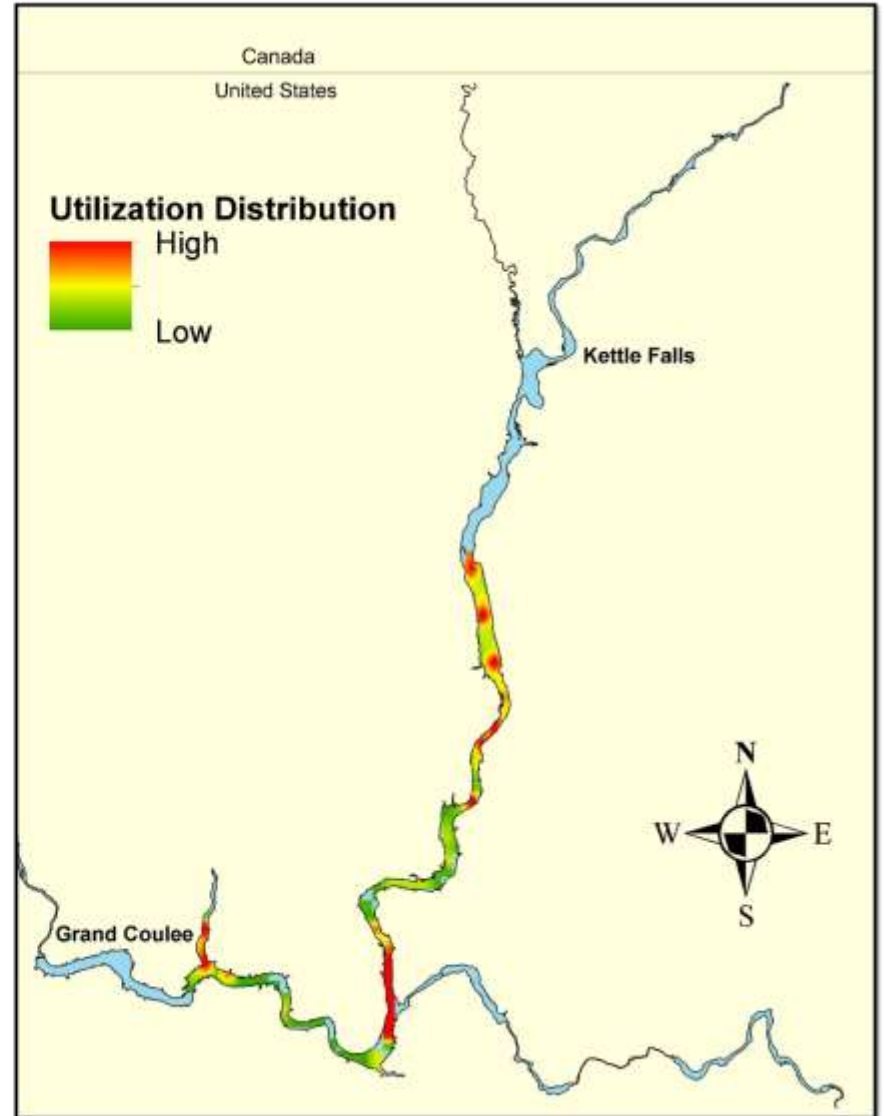 Canada
United States
Utilization Distribution
High
Low
Kettle Falls
N
W E
S
Grand Coulee